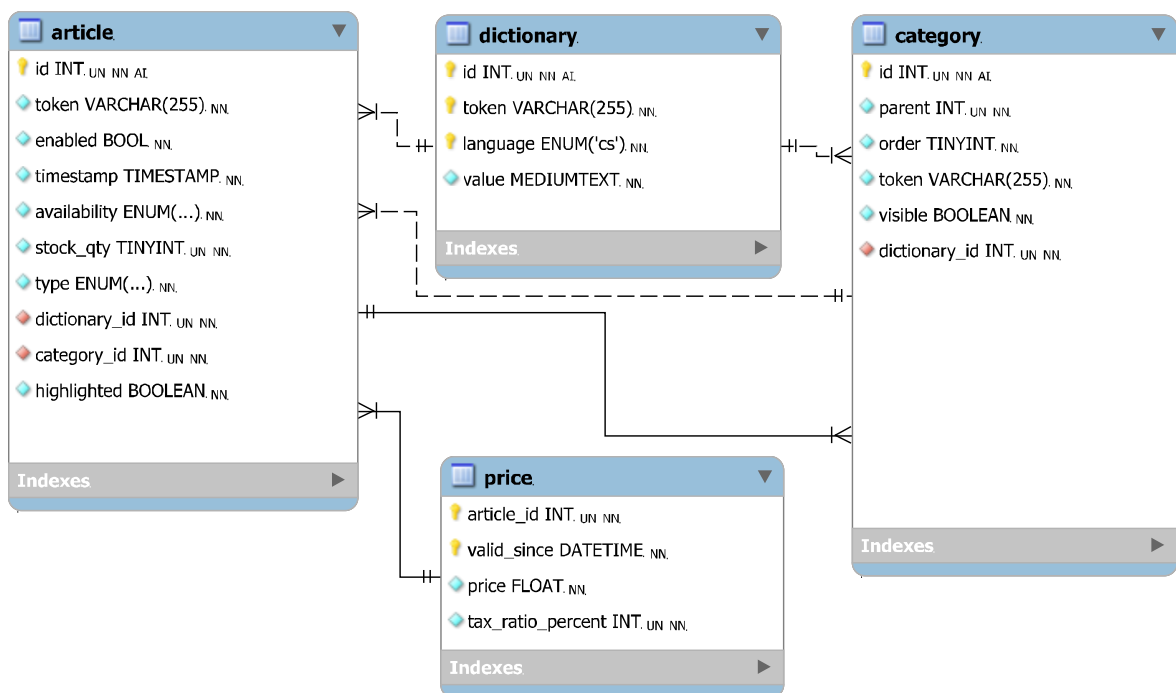 article
id INT UN NN AI
token VARCHAR(255) NN
enabled BOOL NN
timestamp TIMESTAMP NN
availability ENUM(...) NN
stock_qty TINYINT UN NN
type ENUM(...) NN
dictionary_id INT UN NN
category_id INT UN NN
highlighted BOOLEAN NN
Indexes
dictionary
id INT UN NN AI
token VARCHAR(255) NN
language ENUM('cs') NN
value MEDIUMTEXT NN
Indexes
category
id INT UN NN AI
parent INT UN NN
order TINYINT NN
token VARCHAR(255) NN
visible BOOLEAN NN
dictionary_id INT UN NN
Indexes
price
article_id INT UN NN
valid_since DATETIME NN
price FLOAT NN
tax_ratio_percent INT UN NN
Indexes